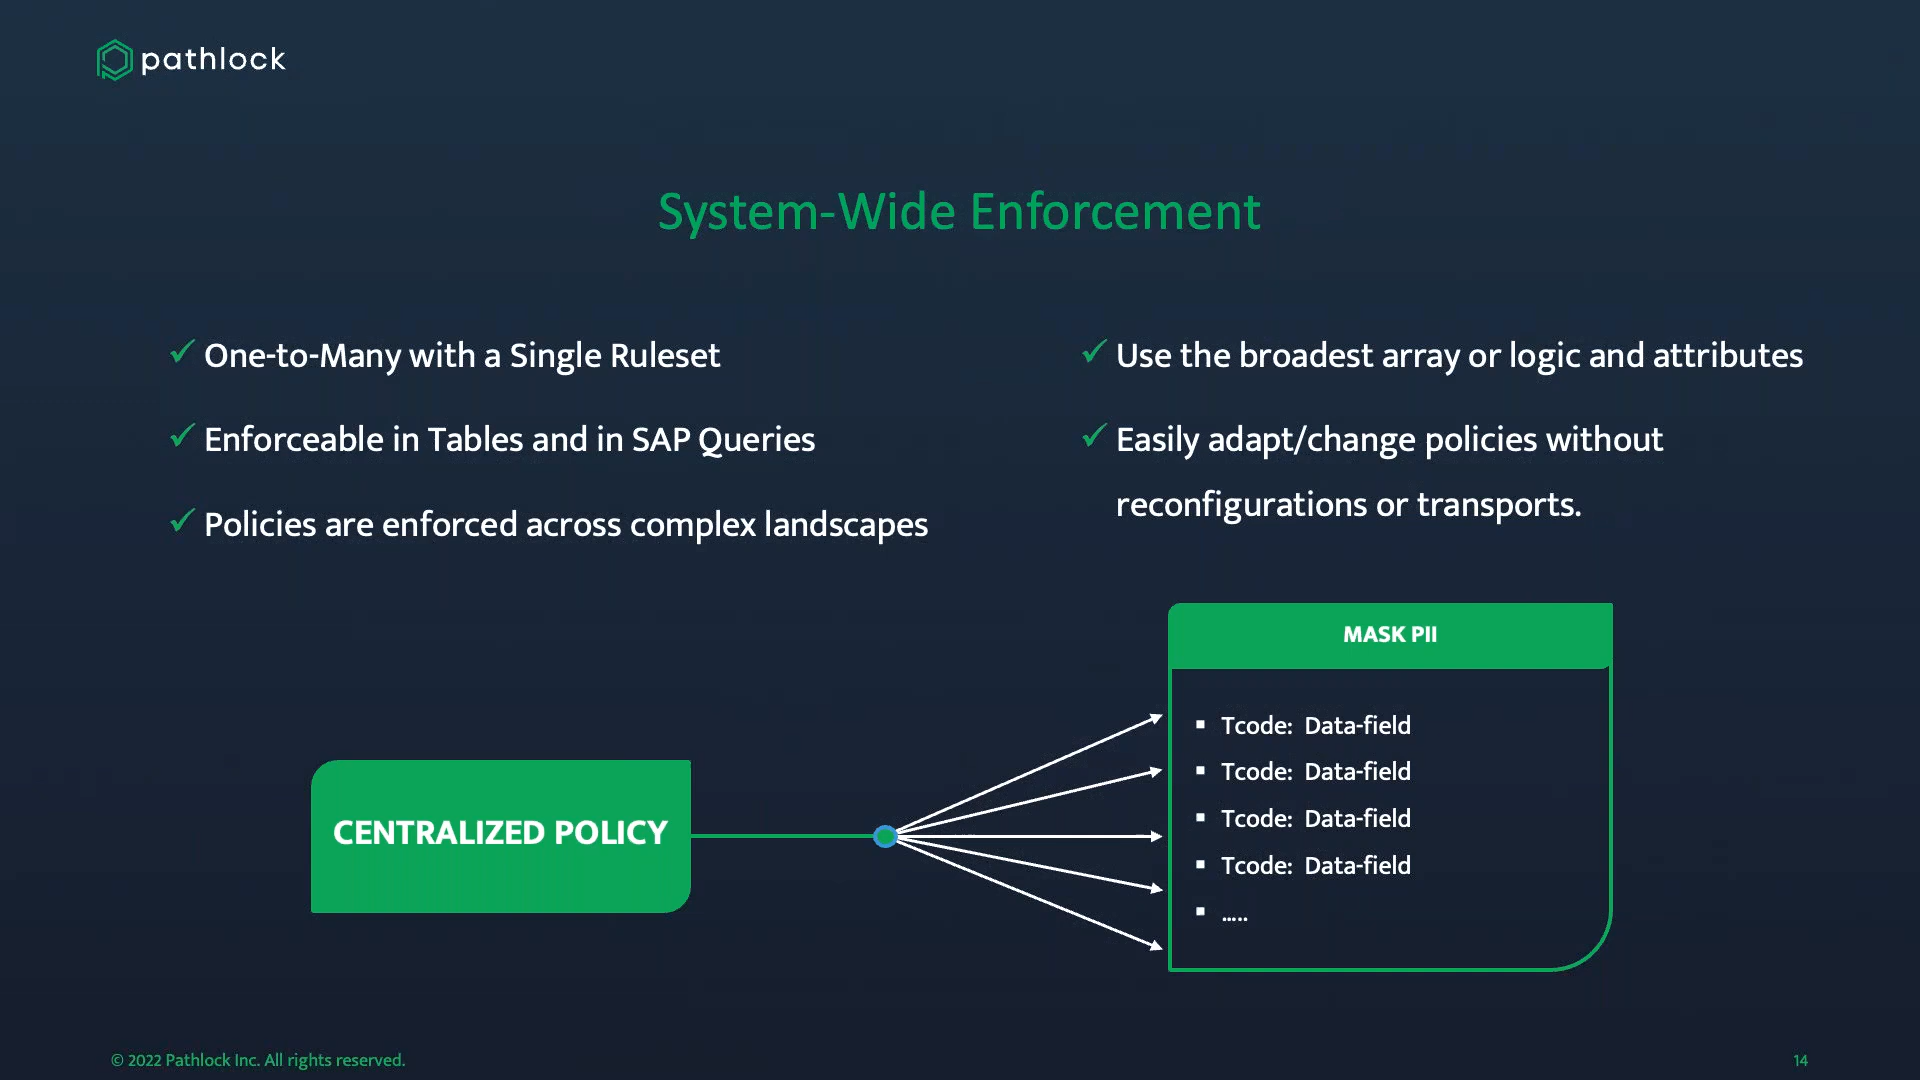 pathlock
System-Wide Enforcement
✓ One-to-Many with a Single Ruleset
✓ Enforceable in Tables and in SAP Queries
✓ Policies are enforced across complex landscapes
✓ Use the broadest array or logic and attributes
✓ Easily adapt/change policies without
reconfigurations or transports.
CENTRALIZED POLICY
MASK PII
▪ Tcode: Data-field
▪ Tcode: Data-field
▪ Tcode: Data-field
▪ Tcode: Data-field
▪ .....
© 2022 Pathlock Inc. All rights reserved.
14